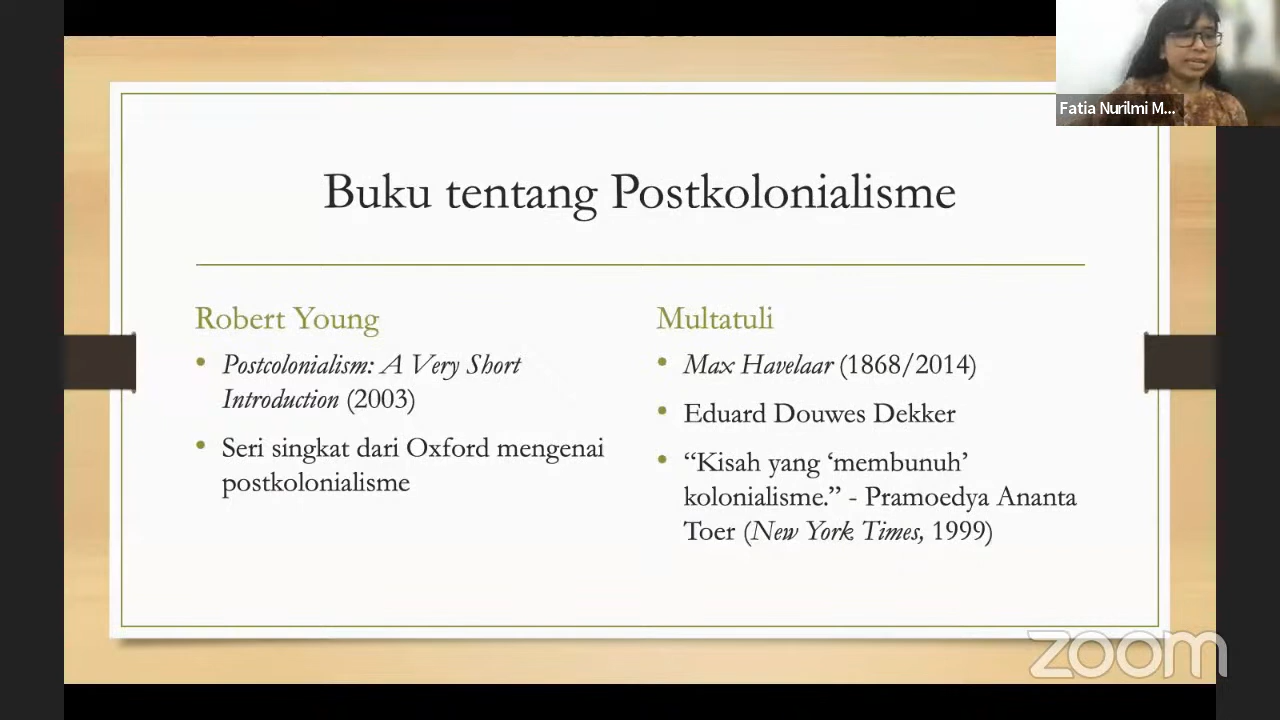 Fatia Nurilmi M...
Buku tentang Postkolonialisme
Robert Young
• Postcolonialism: A Very Short
Introduction (2003)
• Seri singkat dari Oxford mengenai
postkolonialisme
Multatuli
• Max Havelaar (1868/2014)
• Eduard Douwes Dekker
• “Kisah yang ‘membunuh’
kolonialisme.” - Pramoedya Ananta
Toer (New York Times, 1999)
zoom